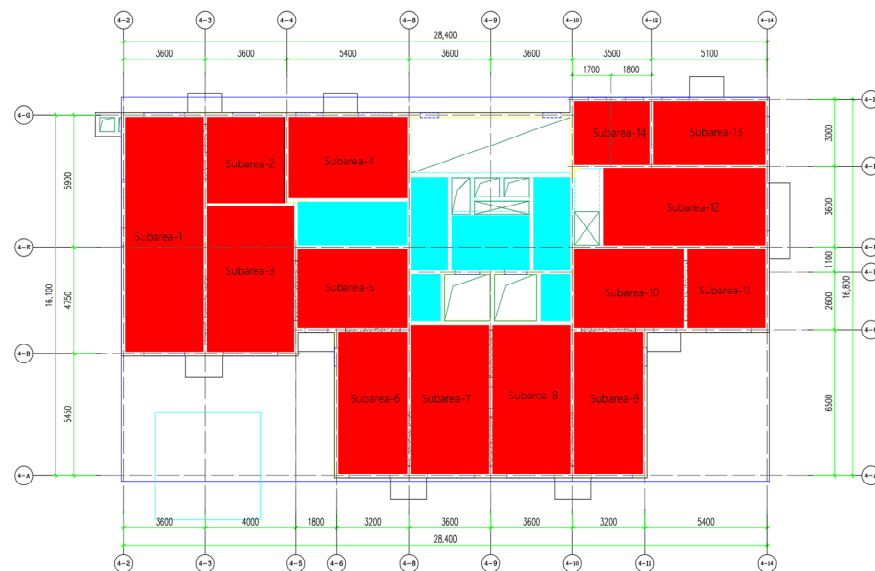 4-2 4-3 4-4 4-8 4-9 4-10 4-12 4-14
28,400
3600 3600 5400 3600 3600 3500 5100
1700 1800
4-G
Subarea-14 Subarea-13
3000
Subarea-2 Subarea-4
5900
3600
Subarea-12
Subarea-1
4-E
1100
Subarea-3
Subarea-5 Subarea-10 Subarea-11
16,100 4750 2600 16,800
4-B
Subarea-6 Subarea-7 Subarea-8 Subarea-9
5450 6500
4-A
3600 4000 1800 3200 3600 3600 3200 5400
28,400
4-2 4-3 4-5 4-6 4-8 4-9 4-10 4-11 4-14